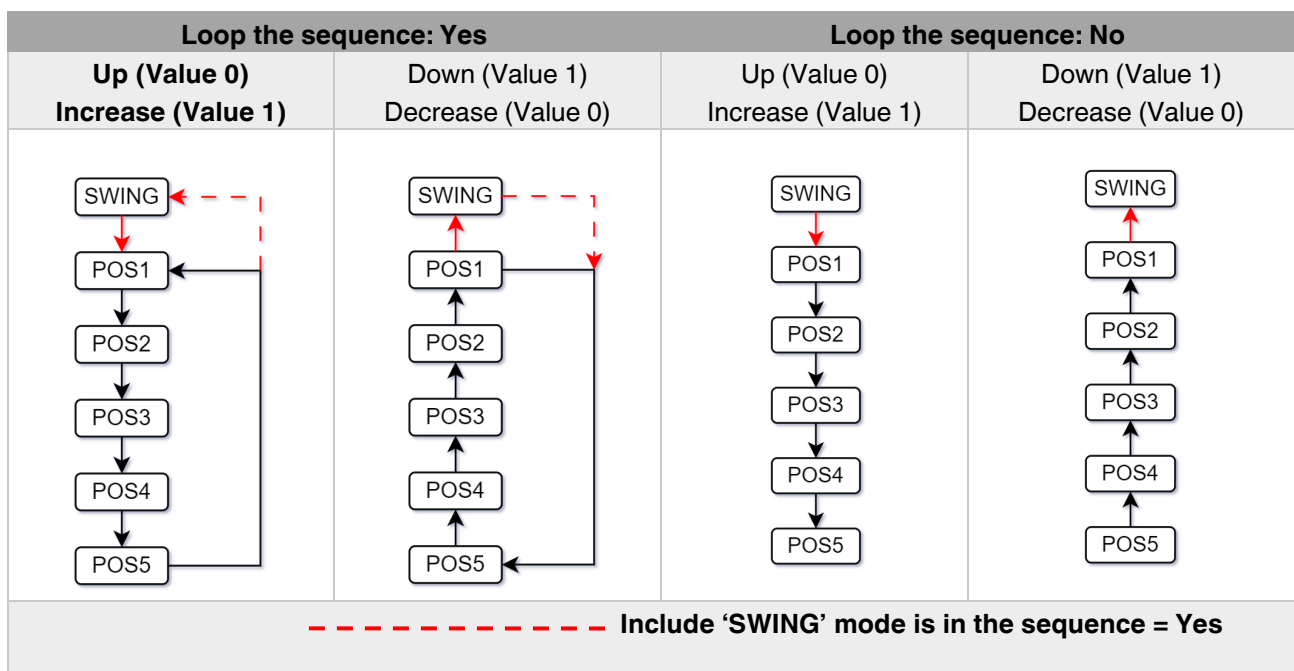 Loop the sequence: Yes
Loop the sequence: No
Up (Value 0)
Increase (Value 1)
Down (Value 1)
Decrease (Value 0)
Up (Value 0)
Increase (Value 1)
Down (Value 1)
Decrease (Value 0)
SWING
POS1
POS2
POS3
POS4
POS5
SWING
POS1
POS2
POS3
POS4
POS5
SWING
POS1
POS2
POS3
POS4
POS5
SWING
POS1
POS2
POS3
POS4
POS5
Include ‘SWING’ mode is in the sequence = Yes